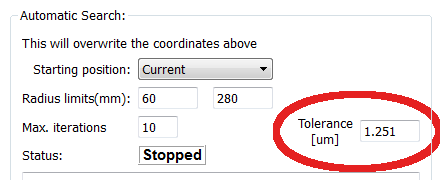 Automatic Search:
This will overwrite the coordinates above
Starting position: Current
Radius limits(mm): 60 280
Max. iterations 10
Tolerance
[um] 1.251
Status: Stopped